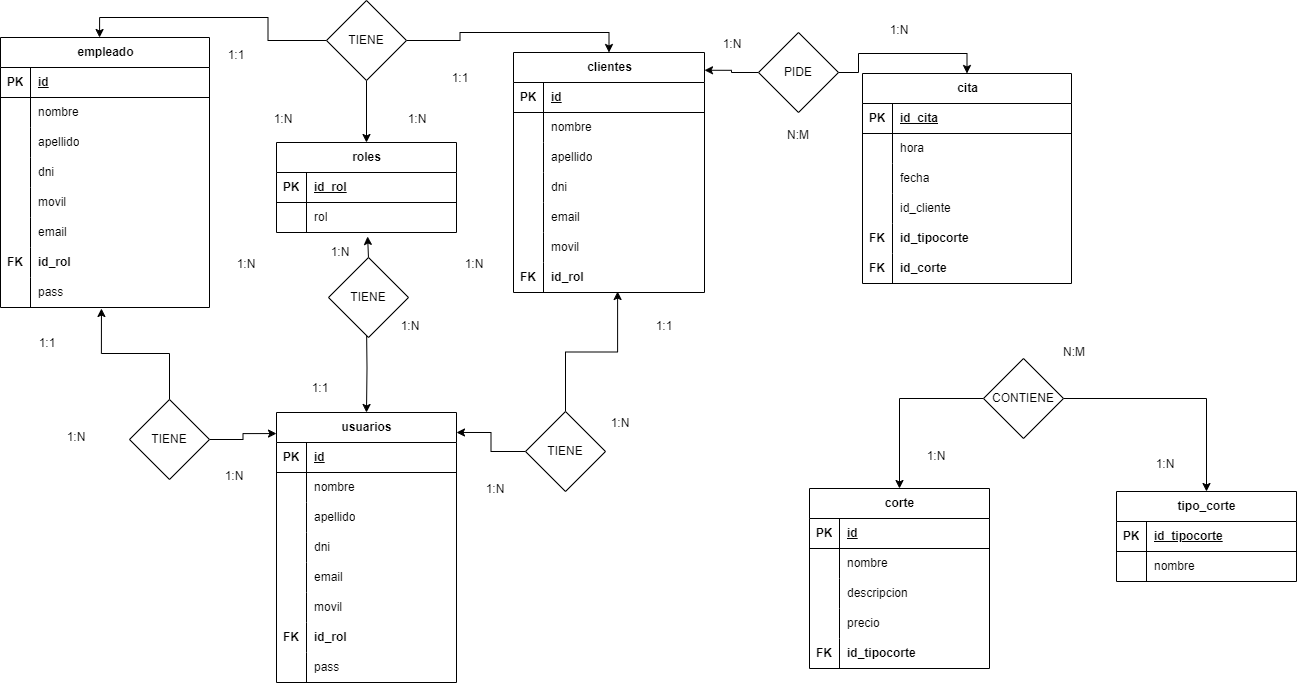 empleado
PK id
nombre
apellido
dni
movil
email
FK id_rol
pass
TIENE
1:1
1:1
1:N
1:N
roles
PK id_rol
rol
clientes
PK id
nombre
apellido
dni
email
movil
FK id_rol
1:N
PIDE
1:N
N:M
cita
PK id_cita
hora
fecha
id_cliente
FK id_tipocorte
FK id_corte
1:N
1:N
1:N
TIENE
1:N
1:1
1:1
1:N
TIENE
1:N
1:1
1:N
TIENE
1:N
usuarios
PK id
nombre
apellido
dni
email
movil
FK id_rol
pass
N:M
CONTIENE
1:N
1:N
corte
PK id
nombre
descripcion
precio
FK id_tipocorte
tipo_corte
PK id_tipocorte
nombre